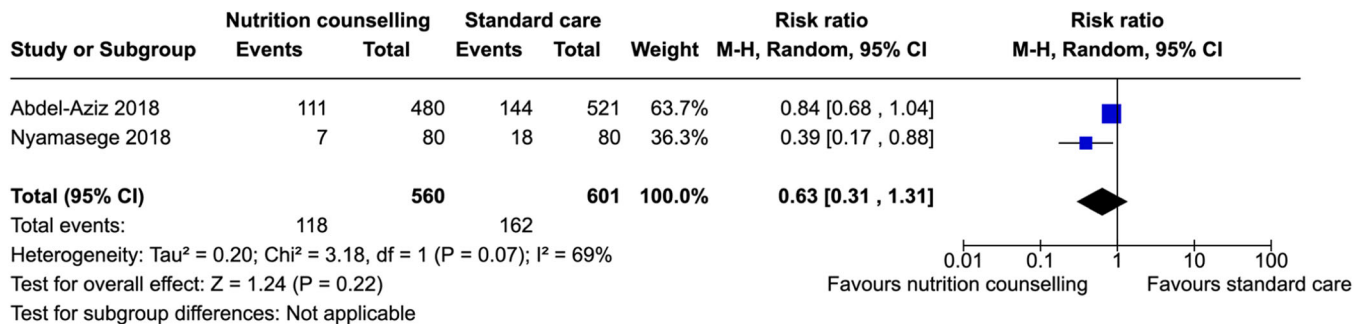 Nutrition counselling Standard care Risk ratio Risk ratio
Study or Subgroup Events Total Events Total Weight M-H, Random, 95% CI M-H, Random, 95% CI
Abdel-Aziz 2018 111 480 144 521 63.7% 0.84 [0.68 , 1.04]
Nyamasege 2018 7 80 18 80 36.3% 0.39 [0.17 , 0.88]
Total (95% CI) 560 601 100.0% 0.63 [0.31 , 1.31]
Total events: 118 162
Heterogeneity: Tau² = 0.20; Chi² = 3.18, df = 1 (P = 0.07); I² = 69%
0.01 0.1 1 10 100
Test for overall effect: Z = 1.24 (P = 0.22) Favours nutrition counselling Favours standard care
Test for subgroup differences: Not applicable